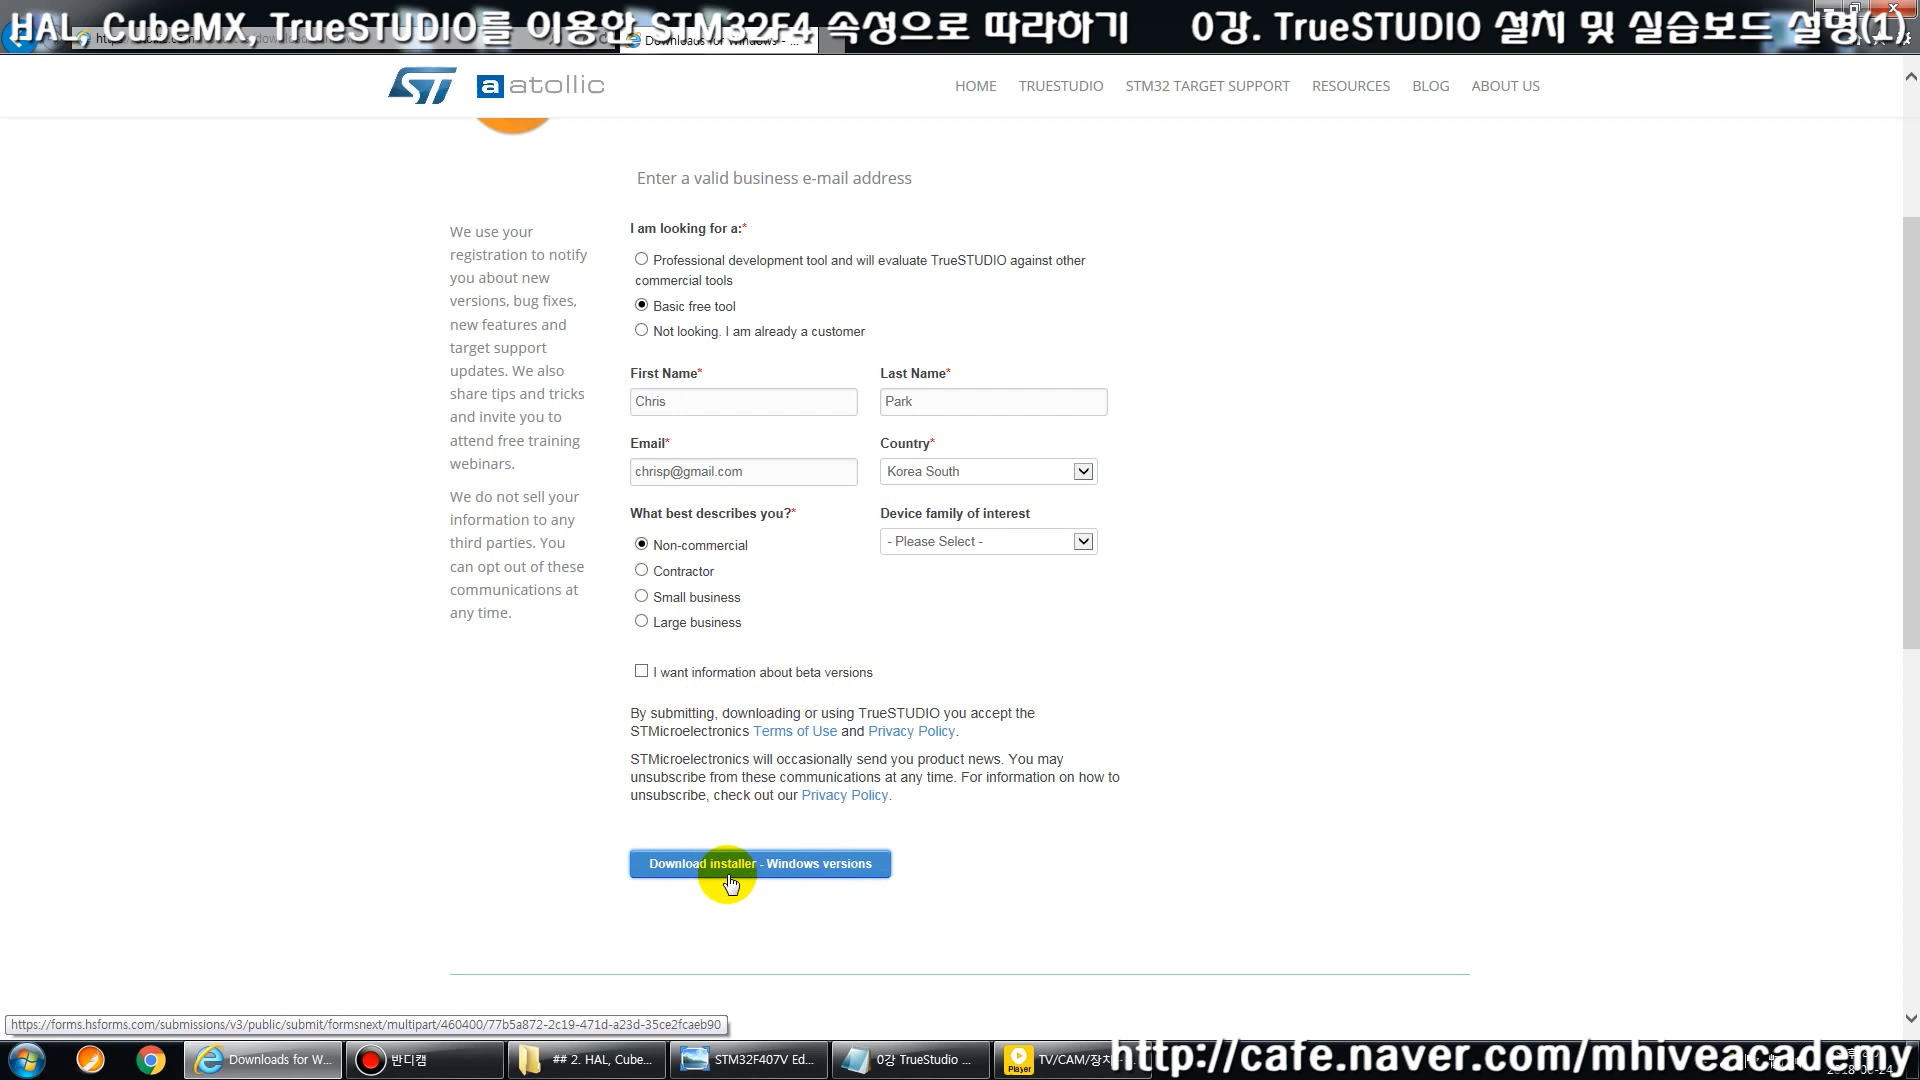 HAL, CubeMX, TrueSTUDIO를 이용한 STM32F4 속성으로 따라하기 0강. TrueSTUDIO 설치 및 실습보드 설명(1)
Downloads for Windows - ...
ST atollic
HOME TRUESTUDIO STM32 TARGET SUPPORT RESOURCES BLOG ABOUT US
Enter a valid business e-mail address
We use your
registration to notify
you about new
versions, bug fixes,
new features and
target support
updates. We also
share tips and tricks
and invite you to
attend free training
webinars.
We do not sell your
information to any
third parties. You
can opt out of these
communications at
any time.
I am looking for a:*
Professional development tool and will evaluate TrueSTUDIO against other
commercial tools
Basic free tool
Not looking. I am already a customer
First Name* Last Name*
Chris Park
Email* Country*
chrisp@gmail.com Korea South
What best describes you?* Device family of interest
Non-commercial - Please Select -
Contractor
Small business
Large business
I want information about beta versions
By submitting, downloading or using TrueSTUDIO you accept the
STMicroelectronics Terms of Use and Privacy Policy.
STMicroelectronics will occasionally send you product news. You may
unsubscribe from these communications at any time. For information on how to
unsubscribe, check out our Privacy Policy.
Download installer - Windows versions
https://forms.hsforms.com/submissions/v3/public/submit/formsnext/multipart/460400/77b5a872-2c19-471d-a23d-35ce2fcaeb90
Downloads for W... 반디캠 ## 2. HAL, Cube... STM32F407V Ed... 0강 TrueStudio ... Player TV/CAM/장치
http://cafe.naver.com/mhiveacademy